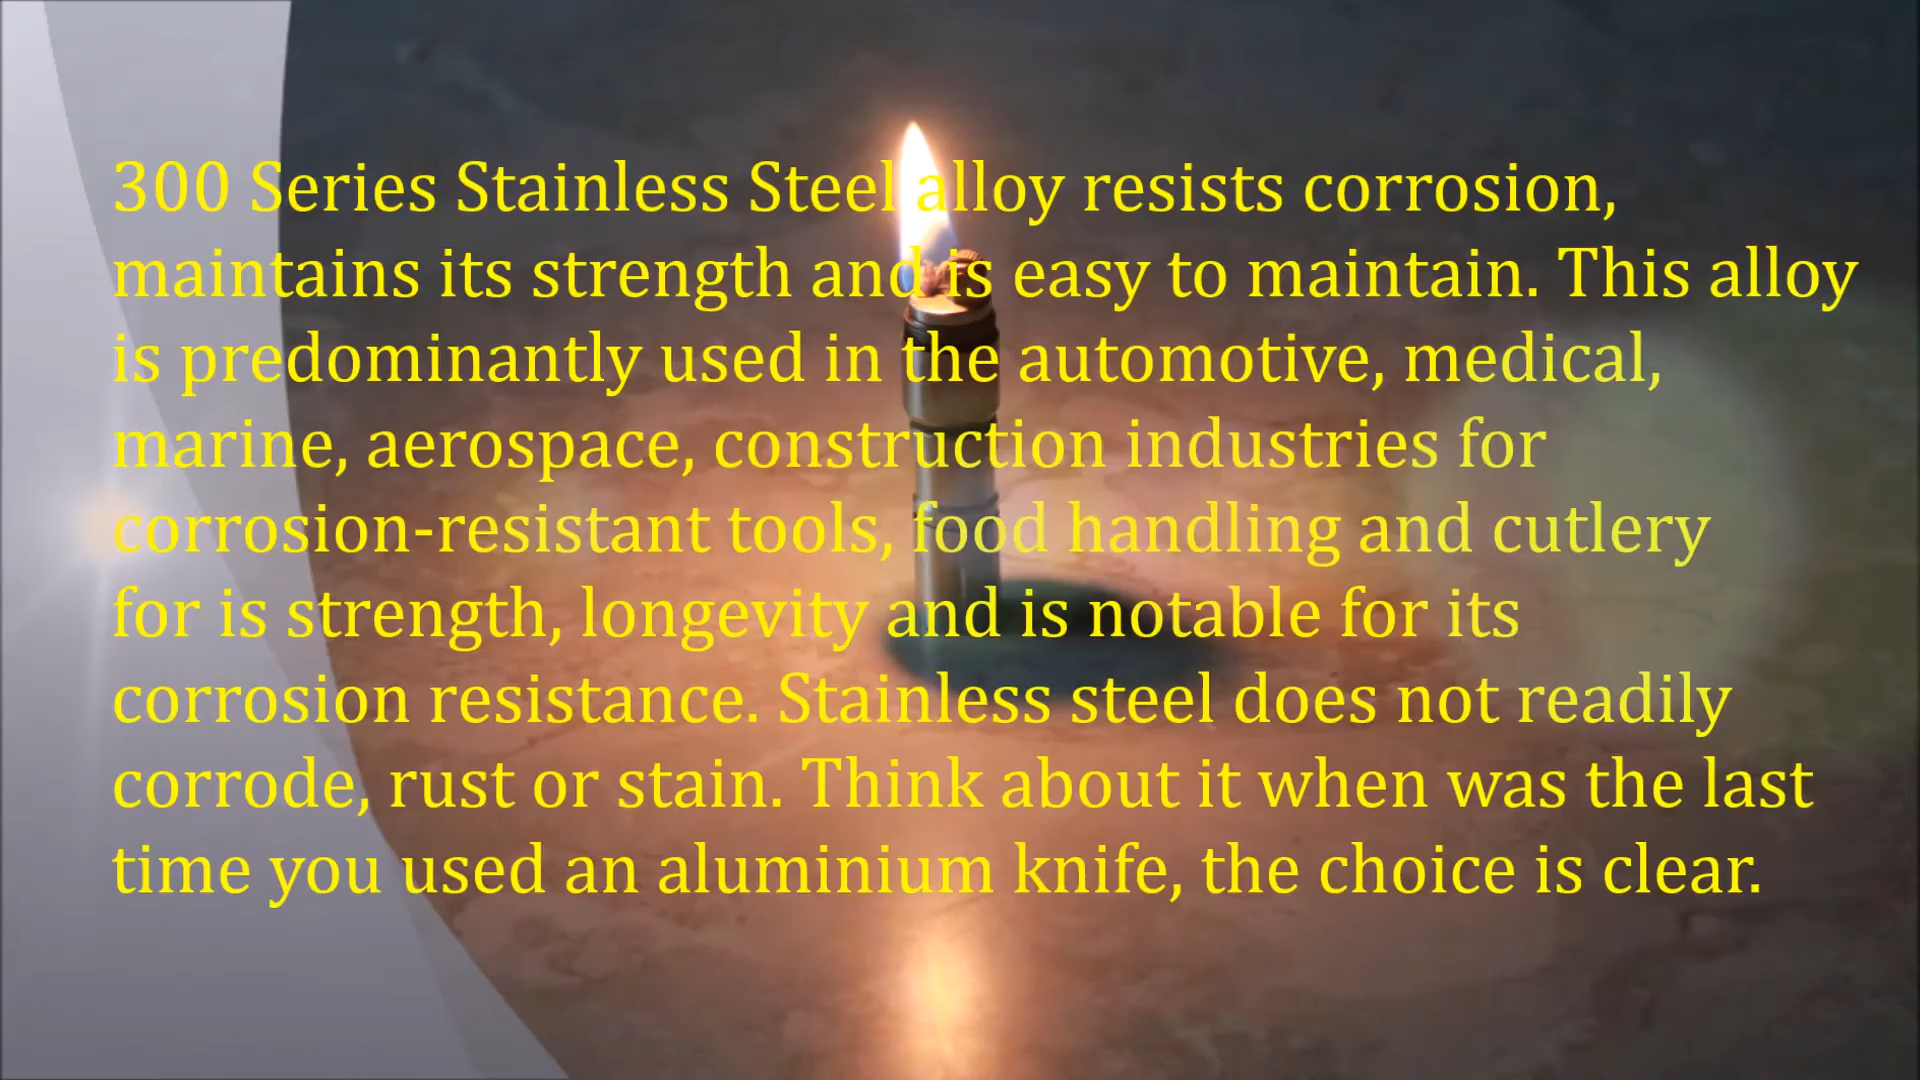 300 Series Stainless Steel alloy resists corrosion,
maintains its strength and is easy to maintain. This alloy
is predominantly used in the automotive, medical,
marine, aerospace, construction industries for
corrosion-resistant tools, food handling and cutlery
for is strength, longevity and is notable for its
corrosion resistance. Stainless steel does not readily
corrode, rust or stain. Think about it when was the last
time you used an aluminium knife, the choice is clear.